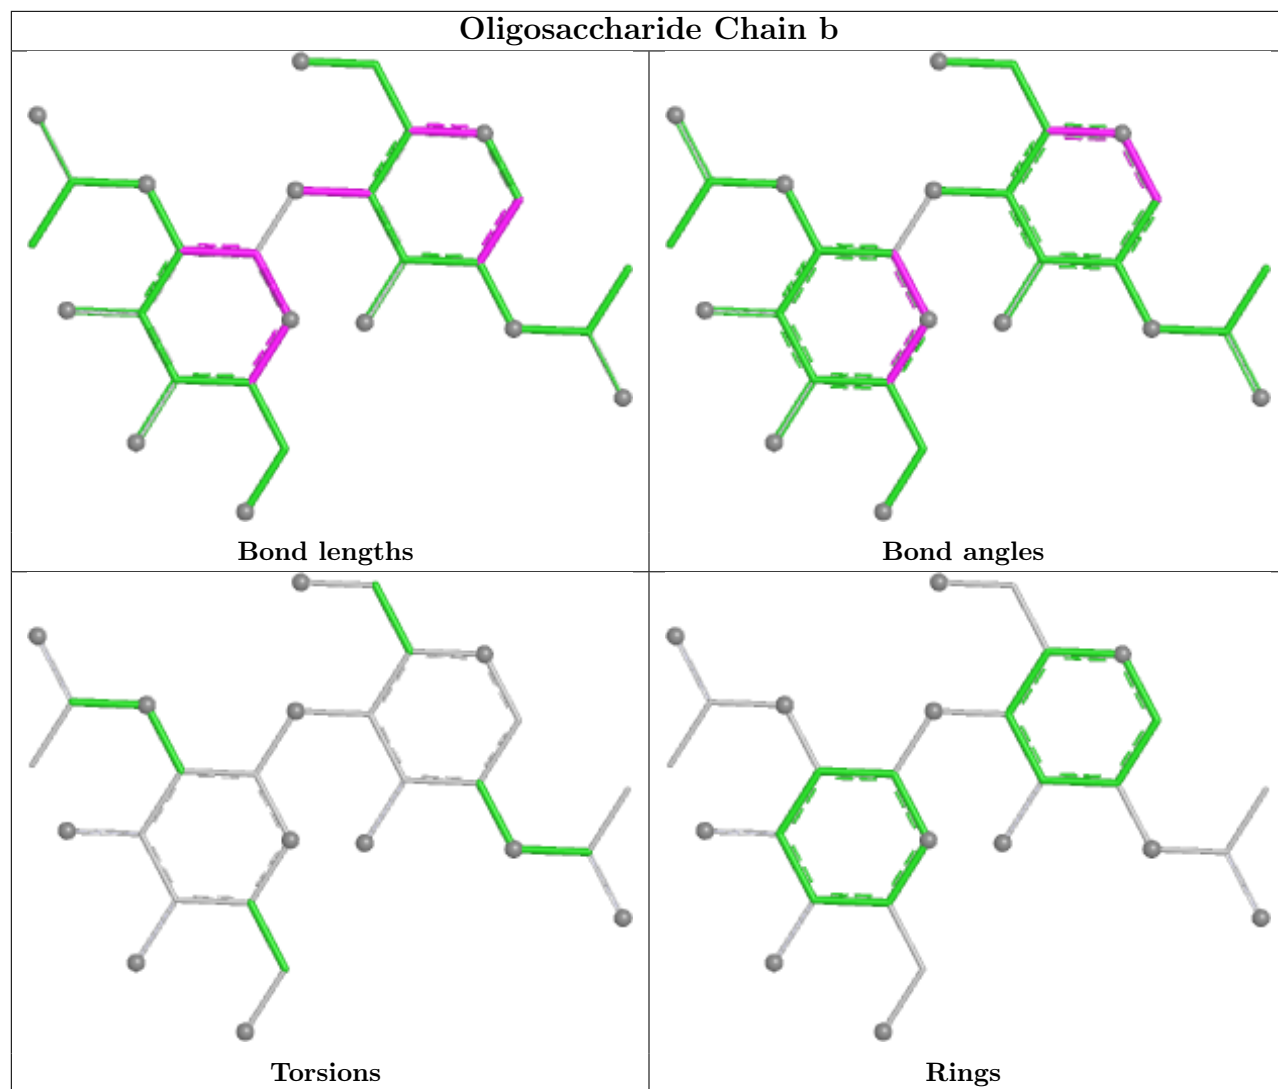 Oligosaccharide Chain b
Bond lengths
Bond angles
Torsions
Rings